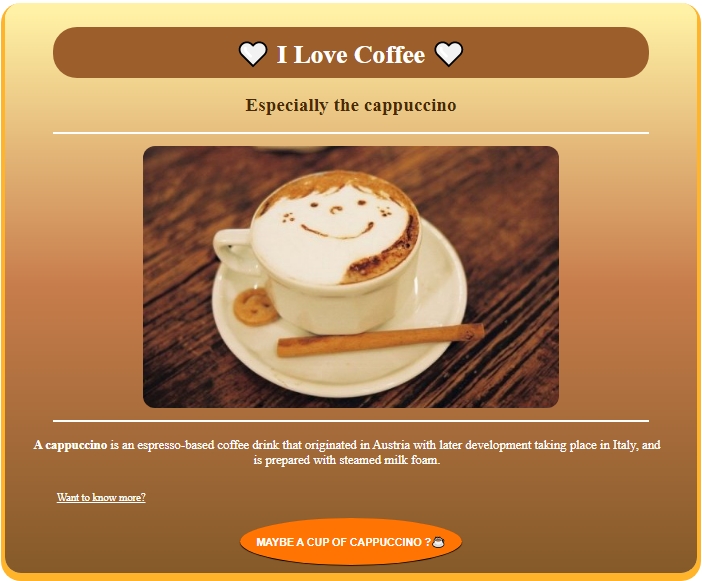 🤍 I Love Coffee 🤍
Especially the cappuccino
A cappuccino is an espresso-based coffee drink that originated in Austria with later development taking place in Italy, and
is prepared with steamed milk foam.
Want to know more?
MAYBE A CUP OF CAPPUCCINO ?☕